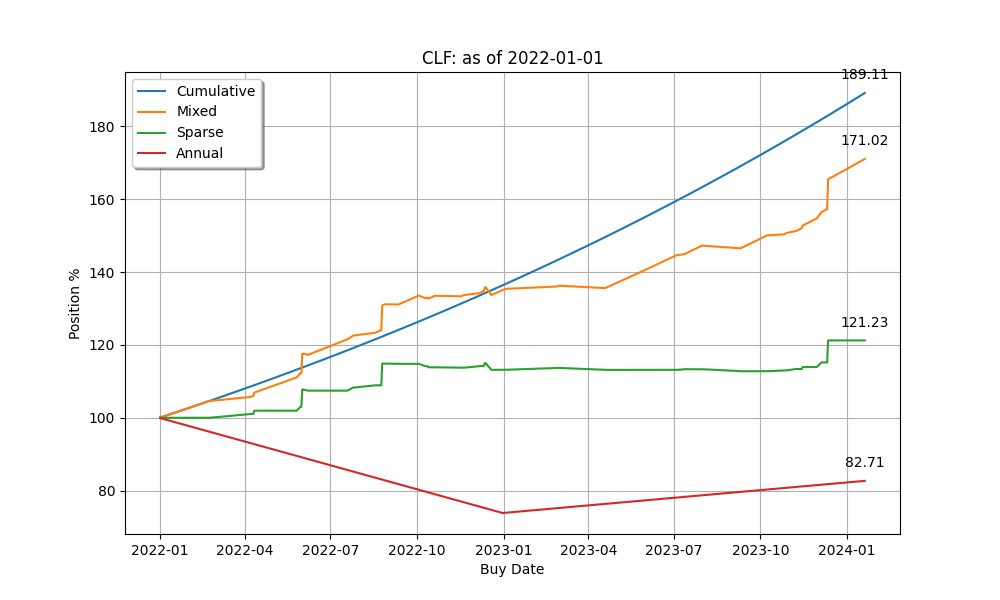 CLF: as of 2022-01-01
189.11
Cumulative
Mixed
Sparse
Annual
171.02
121.23
82.71
180
160
140
120
100
80
Position %
2022-01 2022-04 2022-07 2022-10 2023-01 2023-04 2023-07 2023-10 2024-01
Buy Date